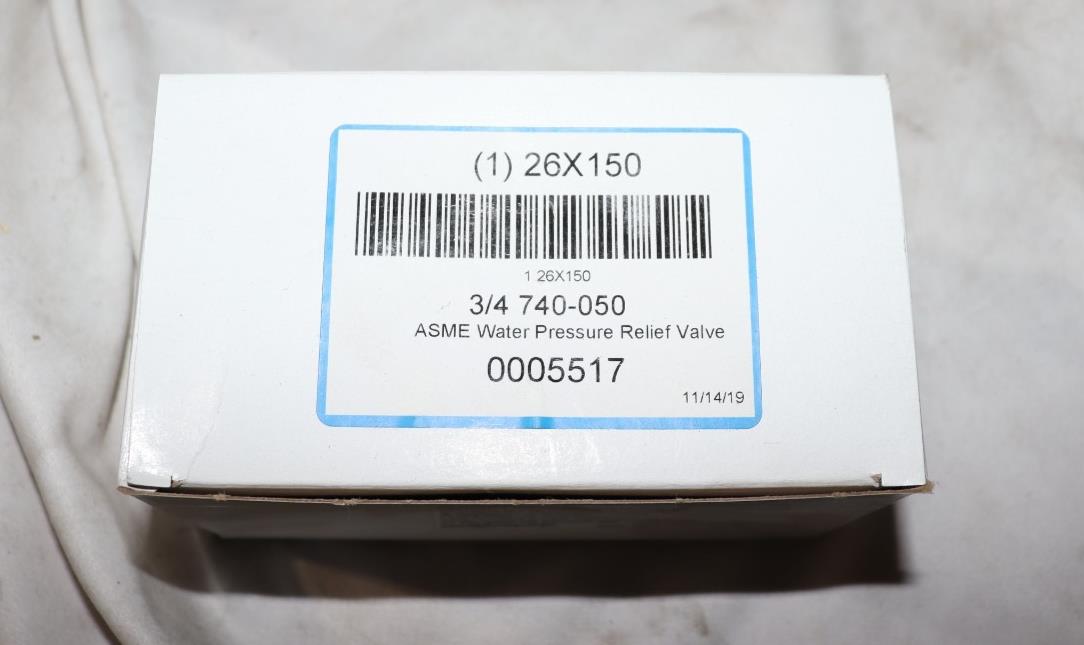 (1) 26X150
1 26X150
3/4 740-050
ASME Water Pressure Relief Valve
0005517
11/14/19